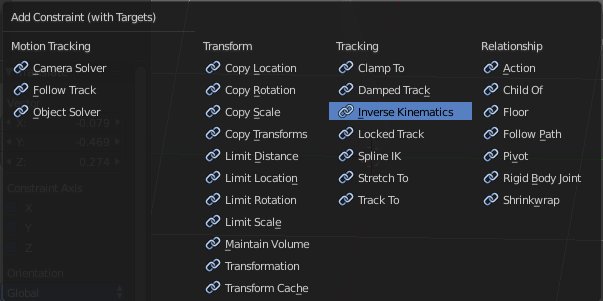 Add Constraint (with Targets)
Motion Tracking
Camera Solver
Follow Track
Object Solver
Transform
Copy Location
Copy Rotation
Copy Scale
Copy Transforms
Limit Distance
Limit Location
Limit Rotation
Limit Scale
Maintain Volume
Transformation
Transform Cache
Tracking
Clamp To
Damped Track
Inverse Kinematics
Locked Track
Spline IK
Stretch To
Track To
Relationship
Action
Child Of
Floor
Follow Path
Pivot
Rigid Body Joint
Shrinkwrap
X: -0.079
Y: -0.469
Z: 0.274
Constraint Axis
X
Y
Z
Orientation
Global